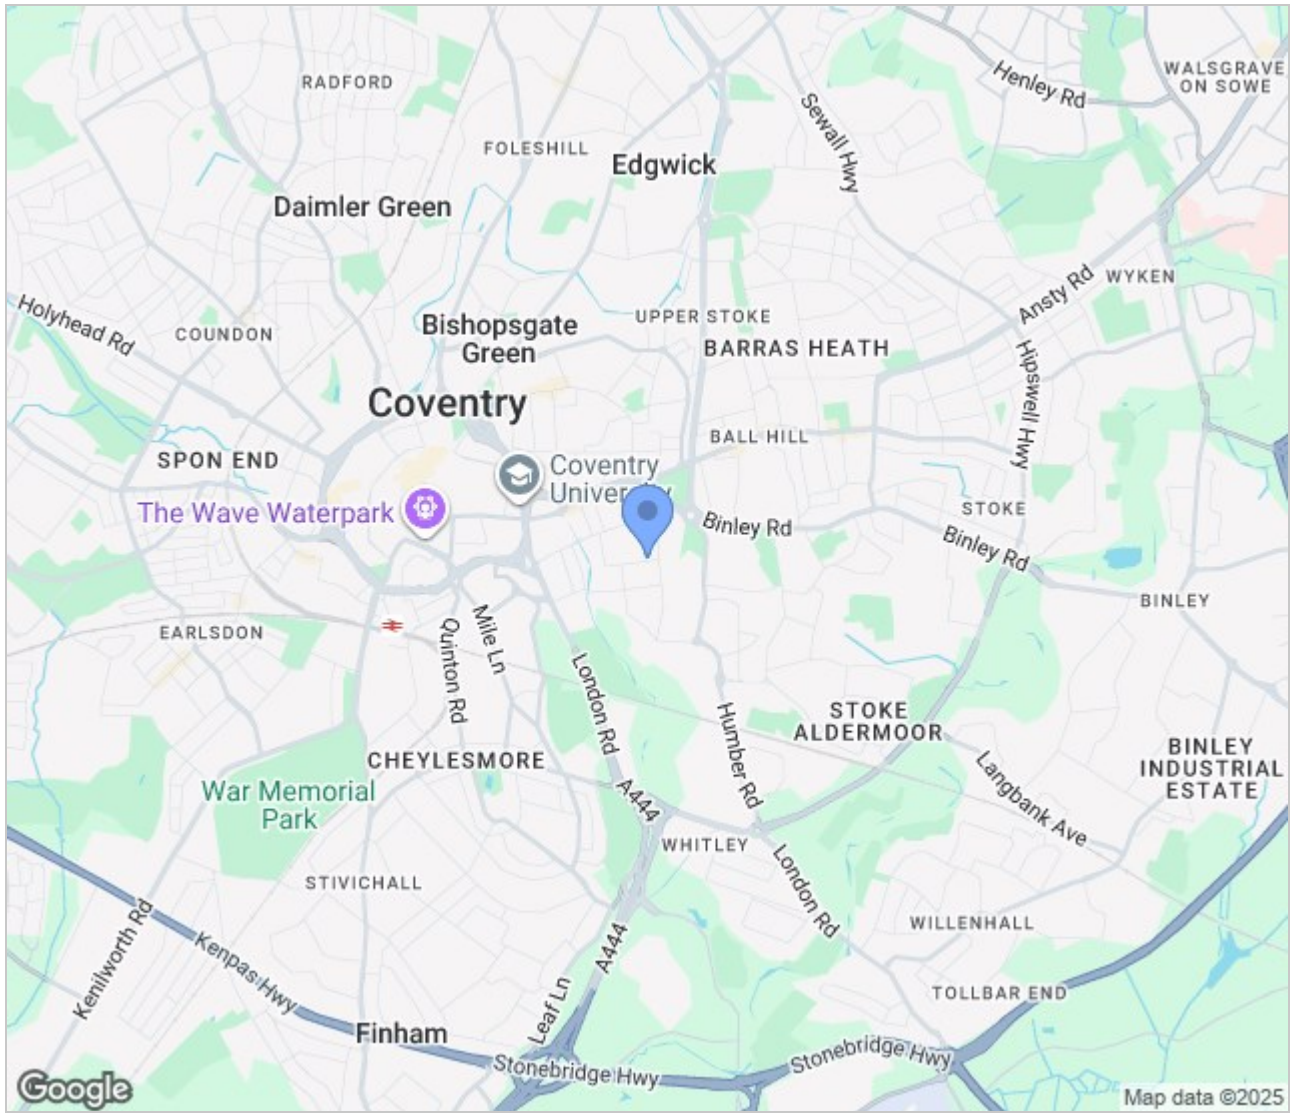 RADFORD
Henley Rd
WALSGRAVE
ON SOWE
Sewall Hwy
FOLESHILL
Edgwick
Daimler Green
Ansty Rd
WYKEN
Holyhead Rd
COUNDON
Bishopsgate
Green
UPPER STOKE
BARRAS HEATH
Hipswell Hwy
Coventry
BALL HILL
SPON END
Coventry
University
The Wave Waterpark
Binley Rd
STOKE
Binley Rd
BINLEY
EARLSDON
Mile Ln
Quinton Rd
London Rd
Humber Rd
STOKE
ALDERMOOR
CHEYLESMORE
Langbank Ave
BINLEY
INDUSTRIAL
ESTATE
War Memorial
Park
A444
WHITLEY
London Rd
STIVICHALL
Kenilworth Rd
Kenpas Hwy
A444
WILLENHALL
TOLLBAR END
Leaf Ln
Finham
Stonebridge Hwy
Stonebridge Hwy
Google
Map data ©2025